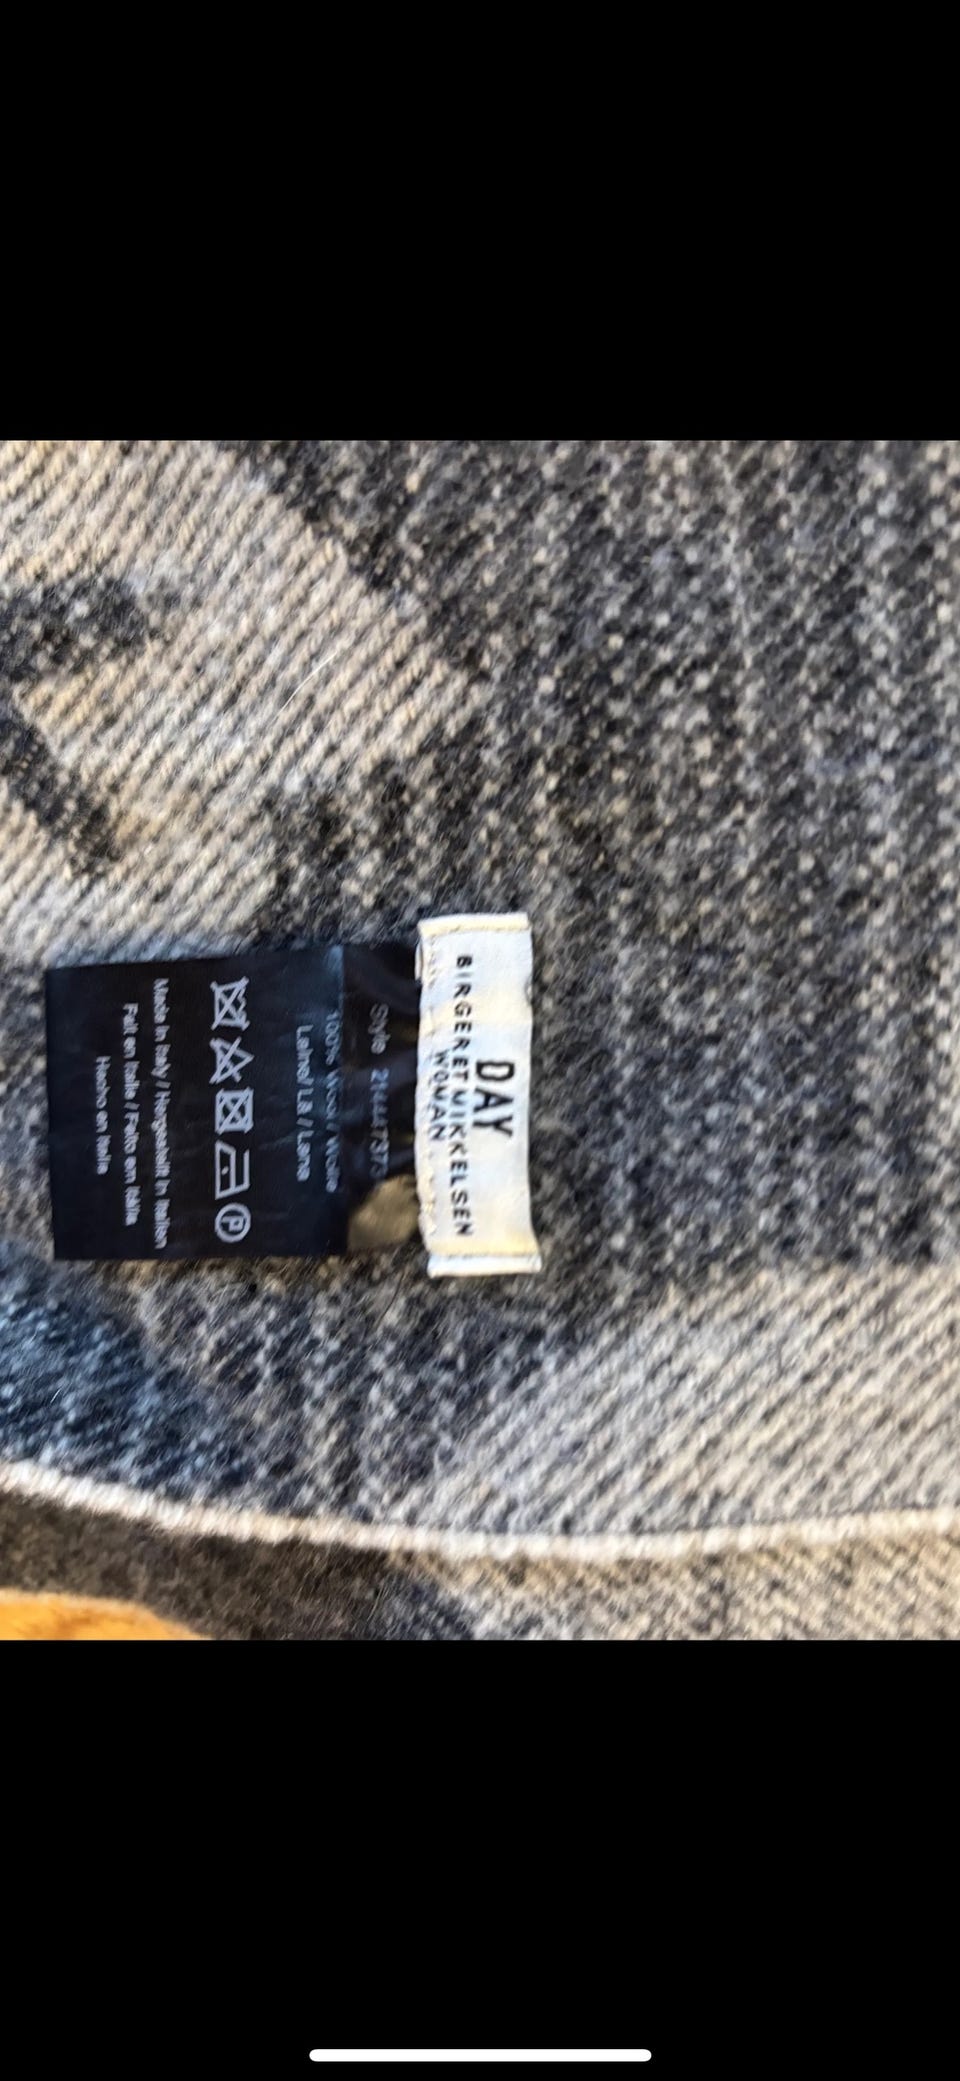 DAY
BIRGER ET MIKKELSEN
WOMAN
Style
100% Wool / Wolle
Laine / Lã / Lana
P
Made in Italy / Hergestellt in Italien
Fait en Italie / Feito em Itália
Hecho en Italia